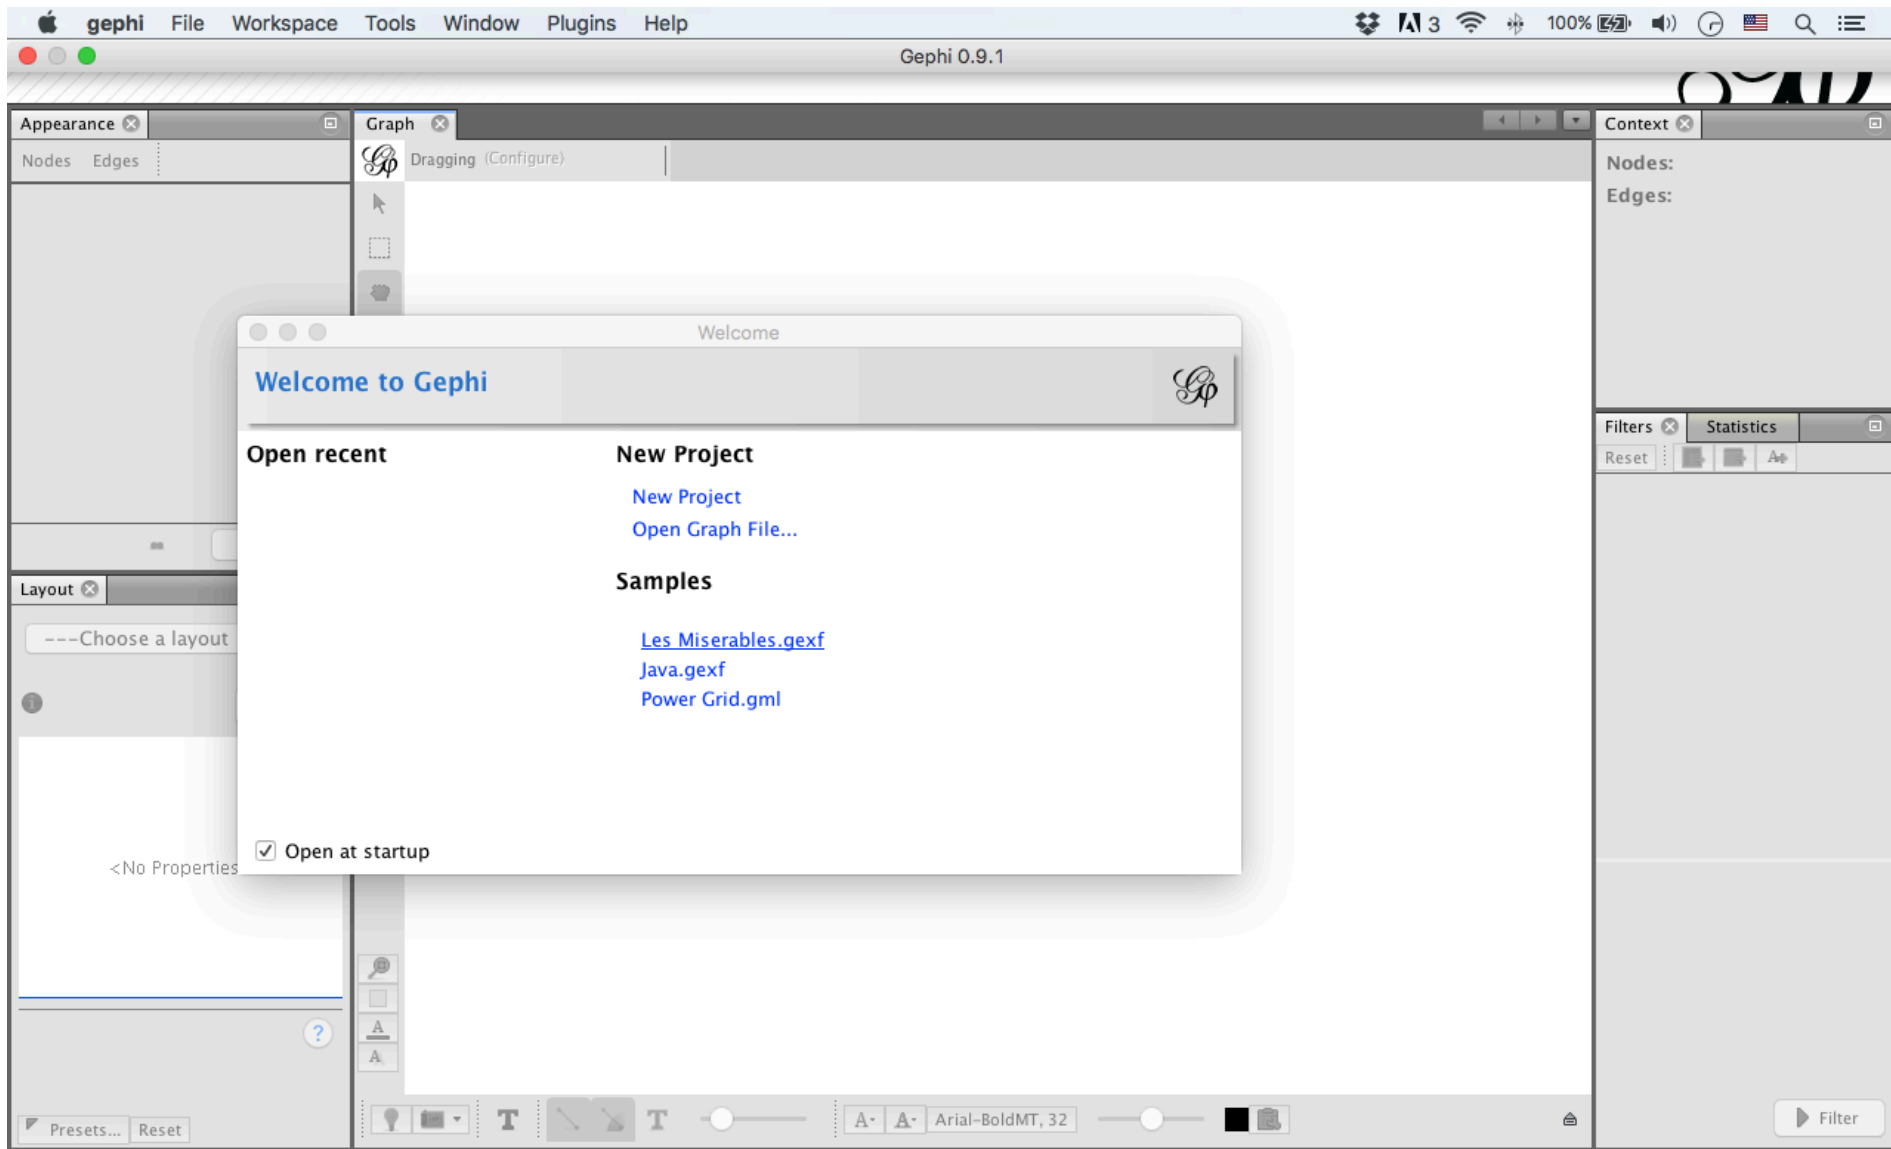 gephi File Workspace Tools Window Plugins Help 3 100%
Gephi 0.9.1
Appearance Graph Context
Nodes Edges Dragging (Configure) Nodes:
Edges:
Welcome
Welcome to Gephi
Filters Statistics
Reset
Open recent New Project
New Project
Open Graph File...
Samples
Layout
---Choose a layout Les Miserables.gexf
Java.gexf
Power Grid.gml
Open at startup
<No Properties
?
A
A
Presets... Reset T T A- A- Arial-BoldMT, 32 Filter